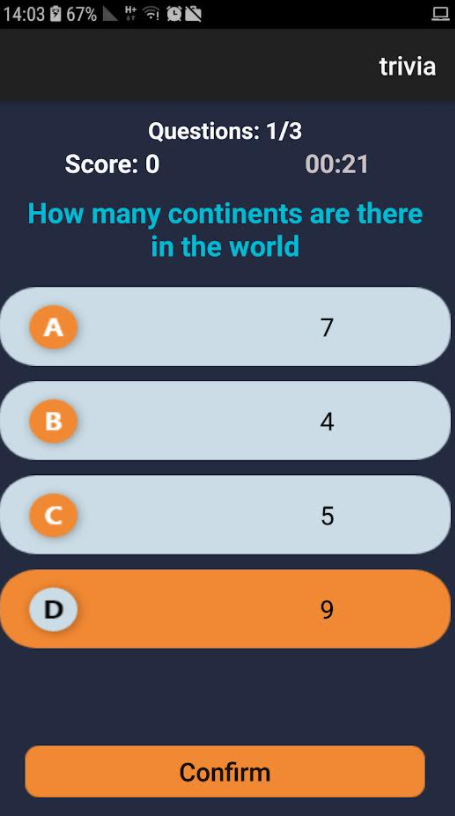 14:03 67% H+
trivia
Questions: 1/3
Score: 0 00:21
How many continents are there
in the world
A 7
B 4
C 5
D 9
Confirm